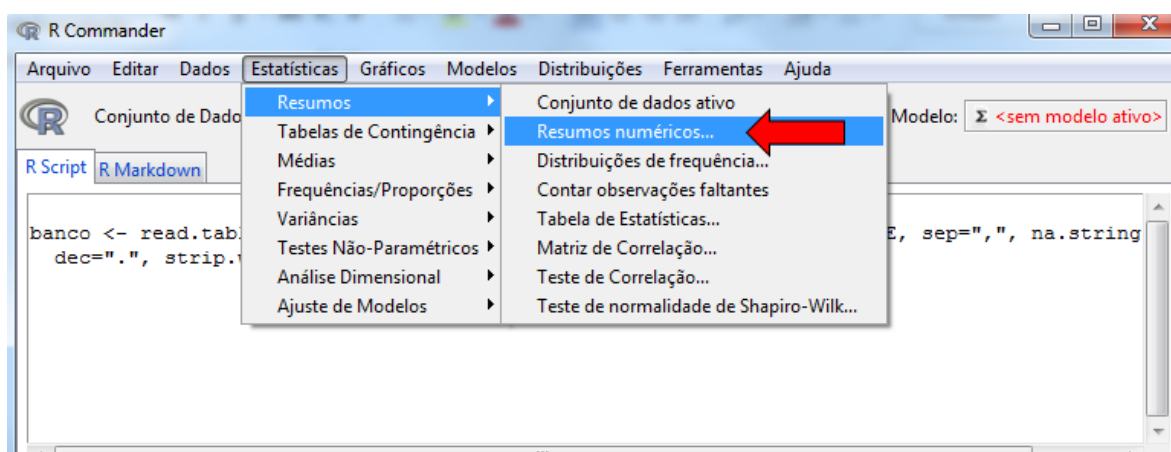 R Commander
Arquivo Editar Dados Estatísticas Gráficos Modelos Distribuições Ferramentas Ajuda
Conjunto de Dado
Modelo: Σ <sem modelo ativo>
R Script R Markdown
Resumos
Tabelas de Contingência
Médias
Frequências/Proporções
Variâncias
Testes Não-Paramétricos
Análise Dimensional
Ajuste de Modelos
Conjunto de dados ativo
Resumos numéricos...
Distribuições de frequência...
Contar observações faltantes
Tabela de Estatísticas...
Matriz de Correlação...
Teste de Correlação...
Teste de normalidade de Shapiro-Wilk...
banco <- read.tab E, sep=",", na.string
dec=".", strip.